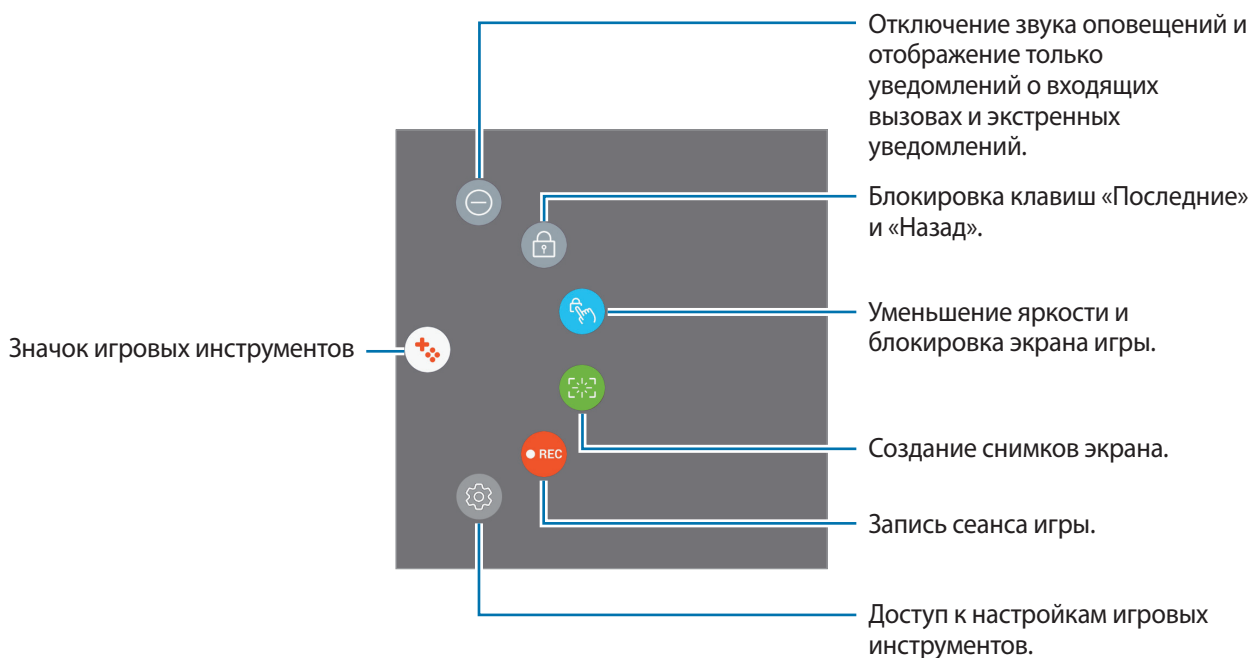 Отключение звука оповещений и
отображение только
уведомлений о входящих
вызовах и экстренных
уведомлений.
Блокировка клавиш «Последние»
и «Назад».
Уменьшение яркости и
блокировка экрана игры.
Значок игровых инструментов
Создание снимков экрана.
REC
Запись сеанса игры.
Доступ к настройкам игровых
инструментов.